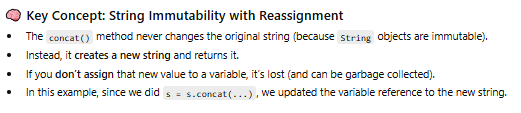 🧠 Key Concept: String Immutability with Reassignment
• The concat() method never changes the original string (because String objects are immutable).
• Instead, it creates a new string and returns it.
• If you don't assign that new value to a variable, it's lost (and can be garbage collected).
• In this example, since we did s = s.concat(...), we updated the variable reference to the new string.